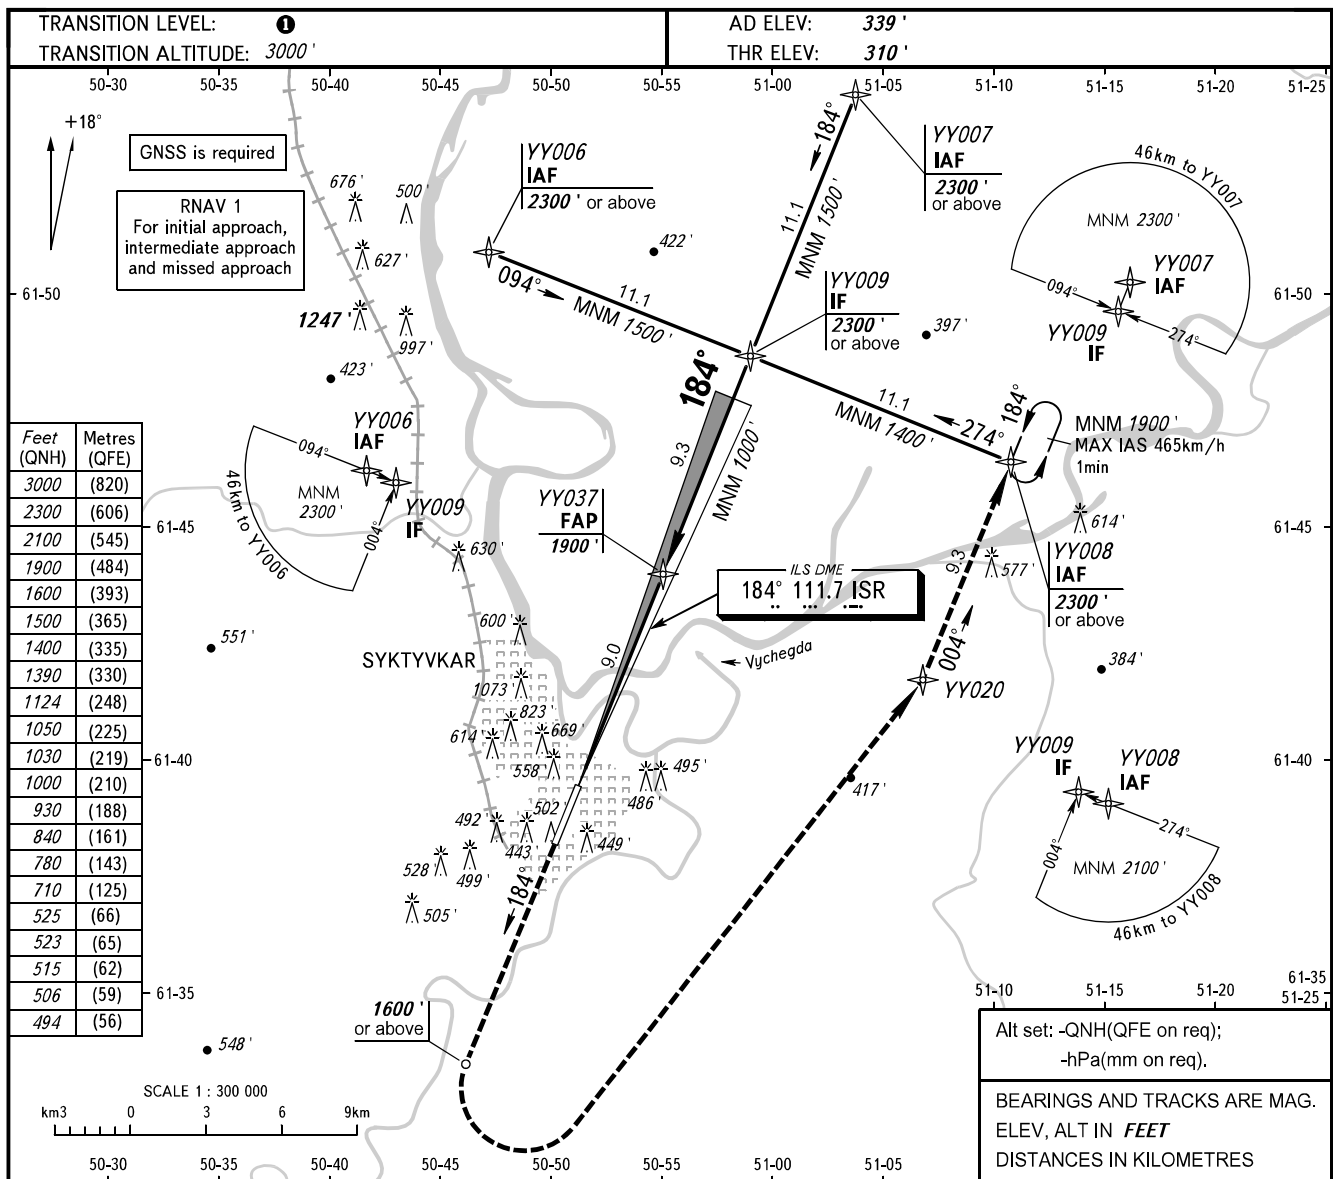 TRANSITION LEVEL: 1
AD ELEV: 339 '
TRANSITION ALTITUDE: 3000 '
THR ELEV: 310 '
50-30 50-35 50-40 50-45 50-50 50-55 51-00 51-05 51-10 51-15 51-20 51-25
+18°
GNSS is required
RNAV 1
For initial approach,
intermediate approach
and missed approach
YY006
IAF
2300 ' or above
YY007
IAF
2300 '
or above
184°
11.1
MNM 1500'
46km to YY007
MNM 2300'
YY007
IAF
094°
274°
YY009
IF
676 '
500 '
627 '
1247 '
997 '
422 '
423 '
397 '
61-50
61-50
094°
11.1
MNM 1500'
YY009
IF
2300 '
or above
184°
11.1
MNM 1400'
274°
184°
MNM 1900 '
MAX IAS 465km/h
1min
Feet (QNH) Metres (QFE)
3000 (820)
2300 (606)
2100 (545)
1900 (484)
1600 (393)
1500 (365)
1400 (335)
1390 (330)
1124 (248)
1050 (225)
1030 (219)
1000 (210)
930 (188)
840 (161)
780 (143)
710 (125)
525 (66)
523 (65)
515 (62)
506 (59)
494 (56)
YY006
IAF
094°
MNM
2300 '
46km to YY006
004°
YY009
IF
61-45
61-45
9.3
MNM 1000'
YY037
FAP
1900 '
ILS DME
184° 111.7 ISR
614 '
577 '
YY008
IAF
2300 '
or above
9.3
004°
YY020
384 '
630 '
600 '
551 '
SYKTYVKAR
1073 '
823 '
614 '
669 '
558 '
9.0
Vychegda
495 '
486 '
417 '
61-40
61-40
YY009
IF
YY008
IAF
274°
004°
MNM 2100'
46km to YY008
492 '
502 '
443 '
449 '
528 '
499 '
505 '
184°
61-35
61-35
1600 '
or above
548 '
51-10 51-15 51-20 51-25
Alt set: -QNH(QFE on req);
-hPa(mm on req).
SCALE 1 : 300 000
km3 0 3 6 9km
BEARINGS AND TRACKS ARE MAG.
ELEV, ALT IN FEET
DISTANCES IN KILOMETRES
50-30 50-35 50-40 50-45 50-50 50-55 51-00 51-05